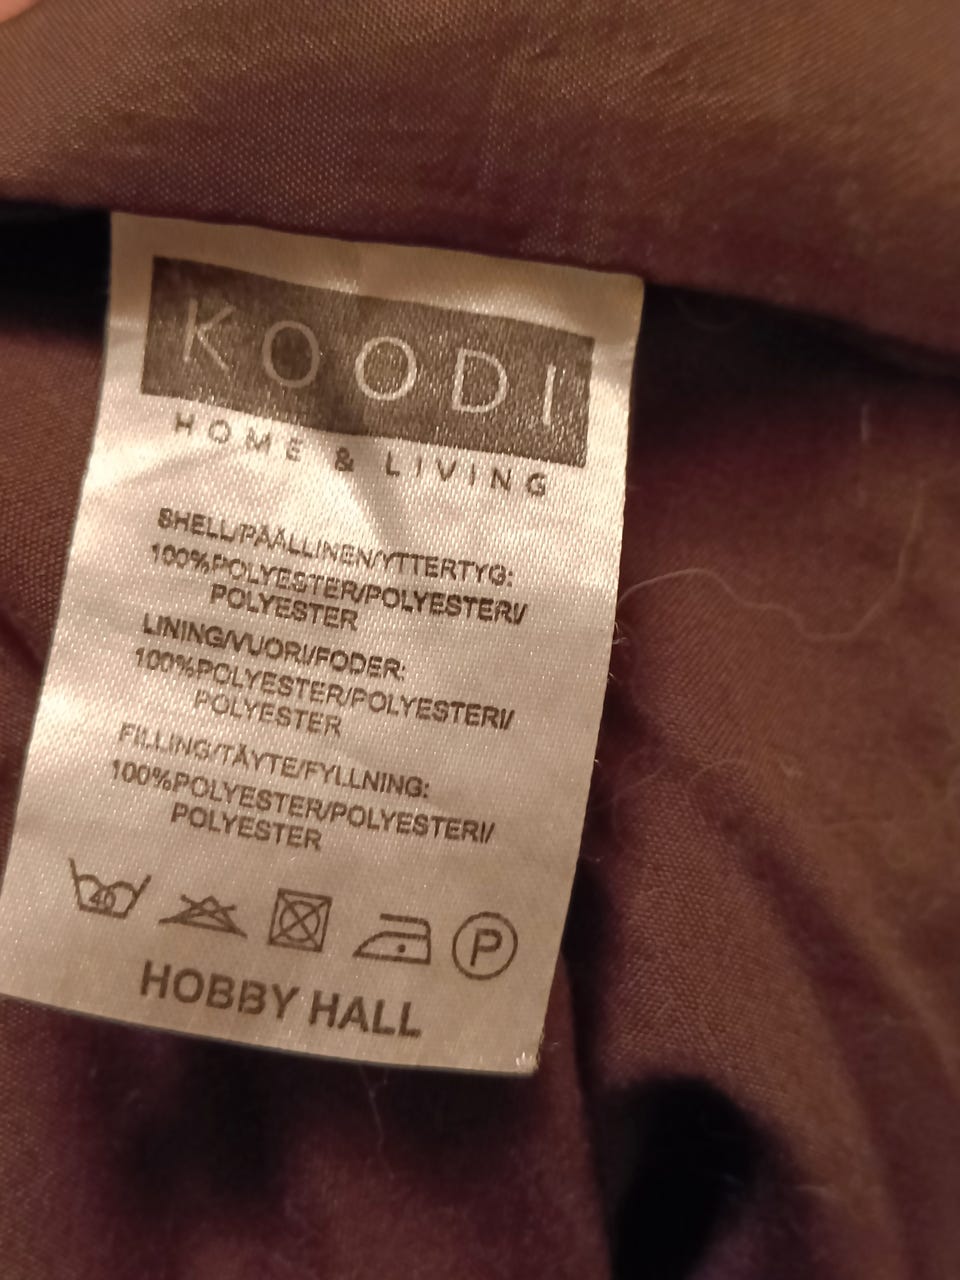 KOODI
HOME & LIVING
SHELL/PÄÄLLINEN/YTTERTYG:
100%POLYESTER/POLYESTERI/
POLYESTER
LINING/VUORI/FODER:
100%POLYESTER/POLYESTERI/
POLYESTER
FILLING/TÄYTE/FYLLNING:
100%POLYESTER/POLYESTERI/
POLYESTER
40 P
HOBBY HALL